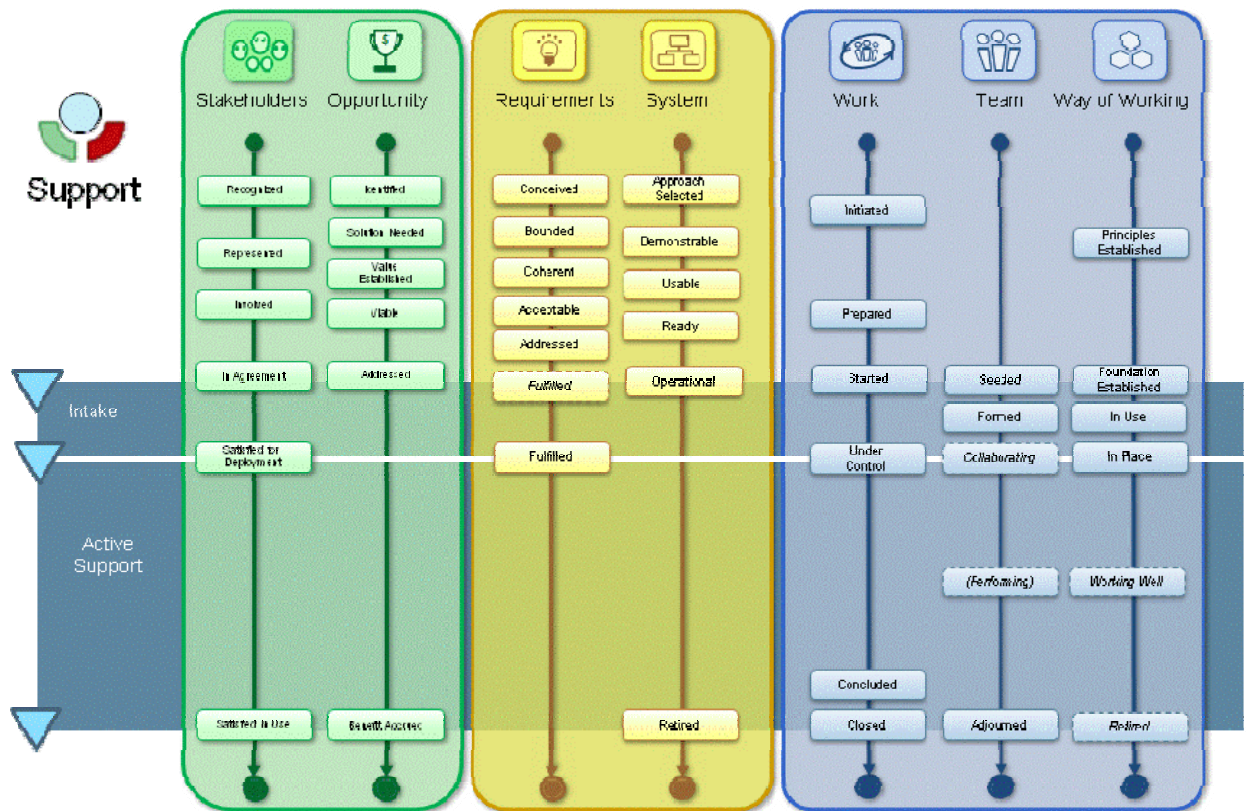 Stakeholders
Opportunity
Requirements
System
Work
Team
Way of Working
Support
Recognized
Identified
Conceived
Approach
Selected
Initiated
Solution Needed
Bounded
Demonstrable
Principles
Established
Represented
Value
Established
Coherent
Usable
Involved
Viable
Acceptable
Ready
Prepared
Addressed
In Agreement
Addressed
Fulfilled
Operational
Started
Seeded
Foundation
Established
Intake
Formed
In Use
Satisfied for
Deployment
Fulfilled
Under
Control
Collaborating
In Place
Active
Support
(Performing)
Working Well
Concluded
Satisfied In Use
Benefit Accrued
Retired
Closed
Adjourned
Retired
$